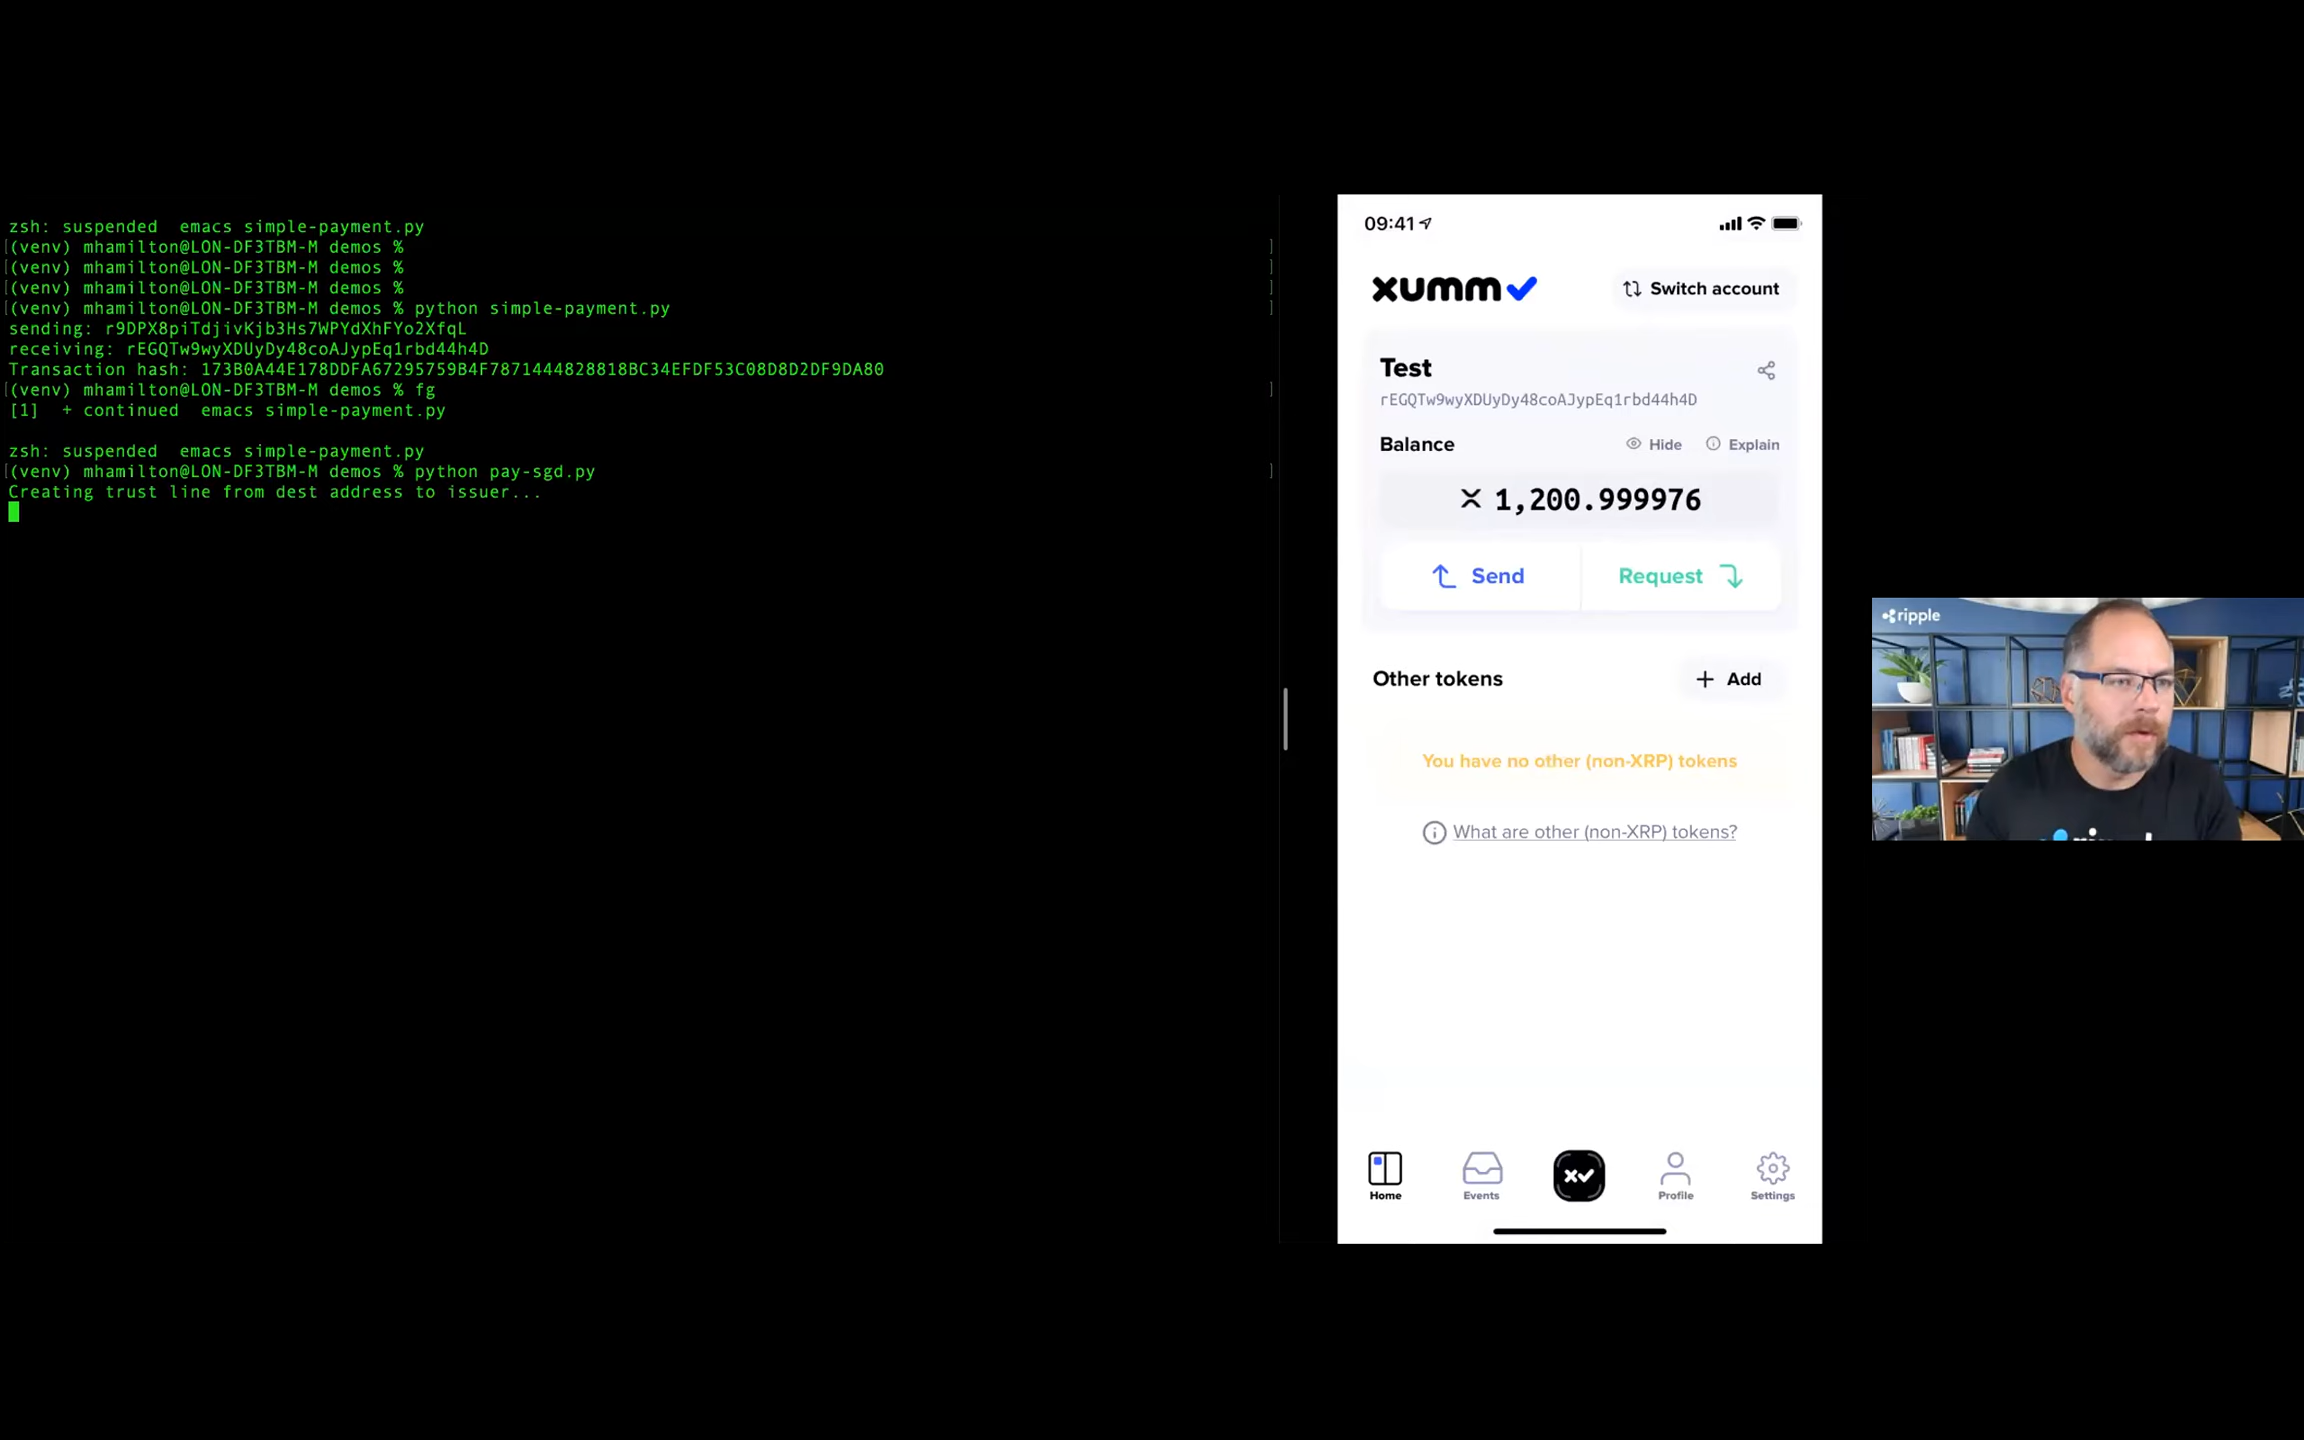 zsh: suspended  emacs simple-payment.py
(venv) mhamilton@LON-DF3TBM-M demos %
(venv) mhamilton@LON-DF3TBM-M demos %
(venv) mhamilton@LON-DF3TBM-M demos %
(venv) mhamilton@LON-DF3TBM-M demos % python simple-payment.py
sending: r9DPX8piTdjivKjb3Hs7WPYdXhFYo2XfqL
receiving: rEGQTw9wyXDUyDy48coAJypEq1rbd44h4D
Transaction hash: 173B0A44E178DDFA67295759B4F7871444828818BC34EFDF53C08D8D2DF9DA80
(venv) mhamilton@LON-DF3TBM-M demos % fg
[1]  + continued  emacs simple-payment.py
zsh: suspended  emacs simple-payment.py
(venv) mhamilton@LON-DF3TBM-M demos % python pay-sgd.py
Creating trust line from dest address to issuer...
09:41
xumm
Switch account
Test
rEGQTw9wyXDUyDy48coAJypEq1rbd44h4D
Balance
Hide
Explain
1,200.999976
Send
Request
Other tokens
+ Add
You have no other (non-XRP) tokens
What are other (non-XRP) tokens?
Home
Events
Profile
Settings
ripple